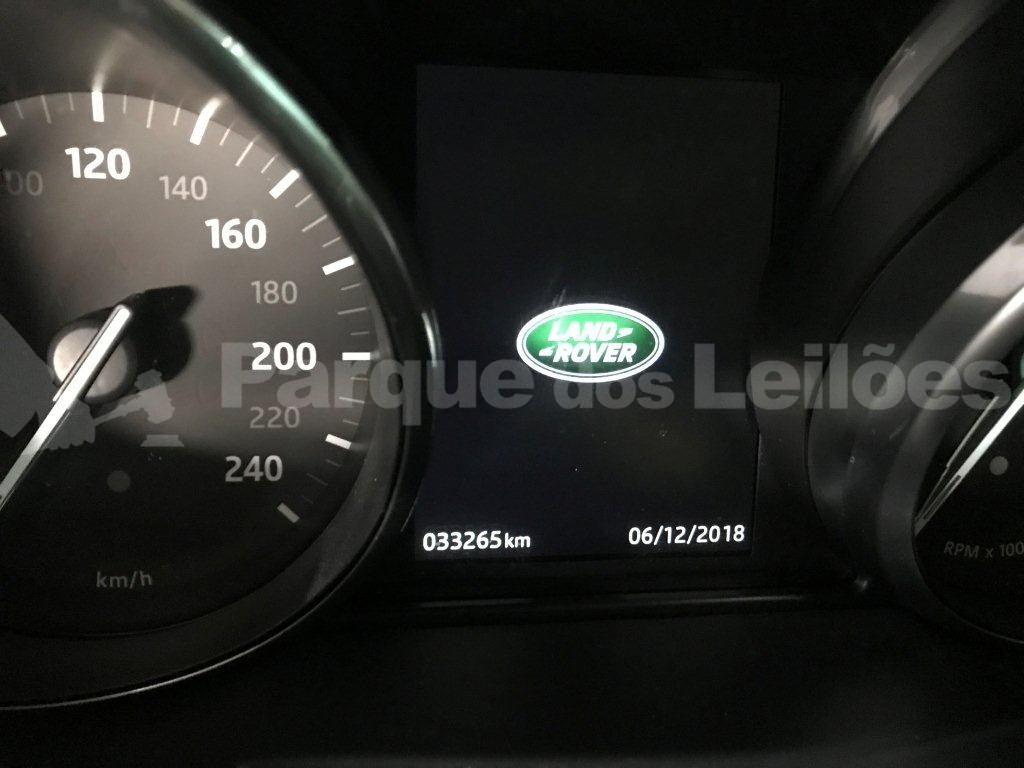 100
120
140
160
180
200
220
240
km/h
LAND
ROVER
Parque dos Leilões
033265km
06/12/2018
RPM x 100